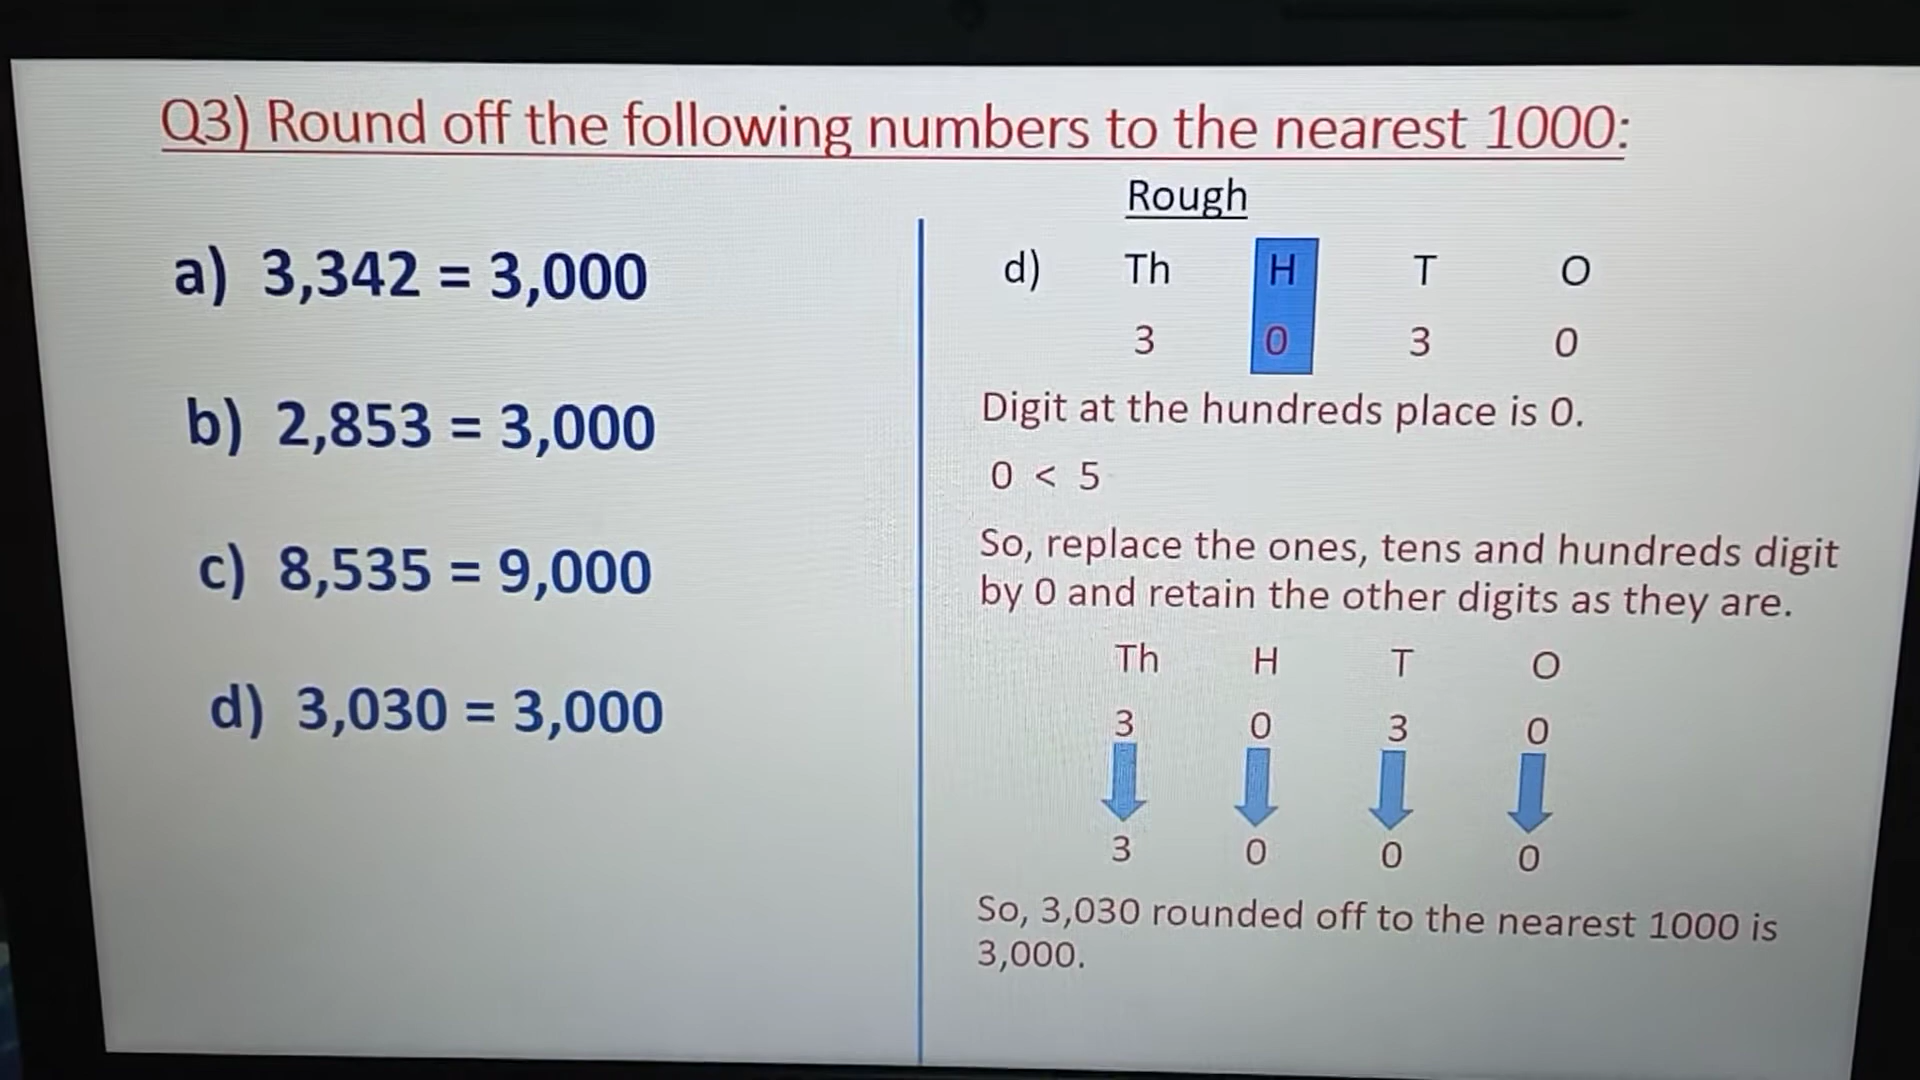 Q3) Round off the following numbers to the nearest 1000:
a) 3,342 = 3,000
b) 2,853 = 3,000
c) 8,535 = 9,000
d) 3,030 = 3,000
Rough
d) Th H T O
3 0 3 0
Digit at the hundreds place is 0.
0 < 5
So, replace the ones, tens and hundreds digit
by 0 and retain the other digits as they are.
Th H T O
3 0 3 0
3 0 0 0
So, 3,030 rounded off to the nearest 1000 is
3,000.